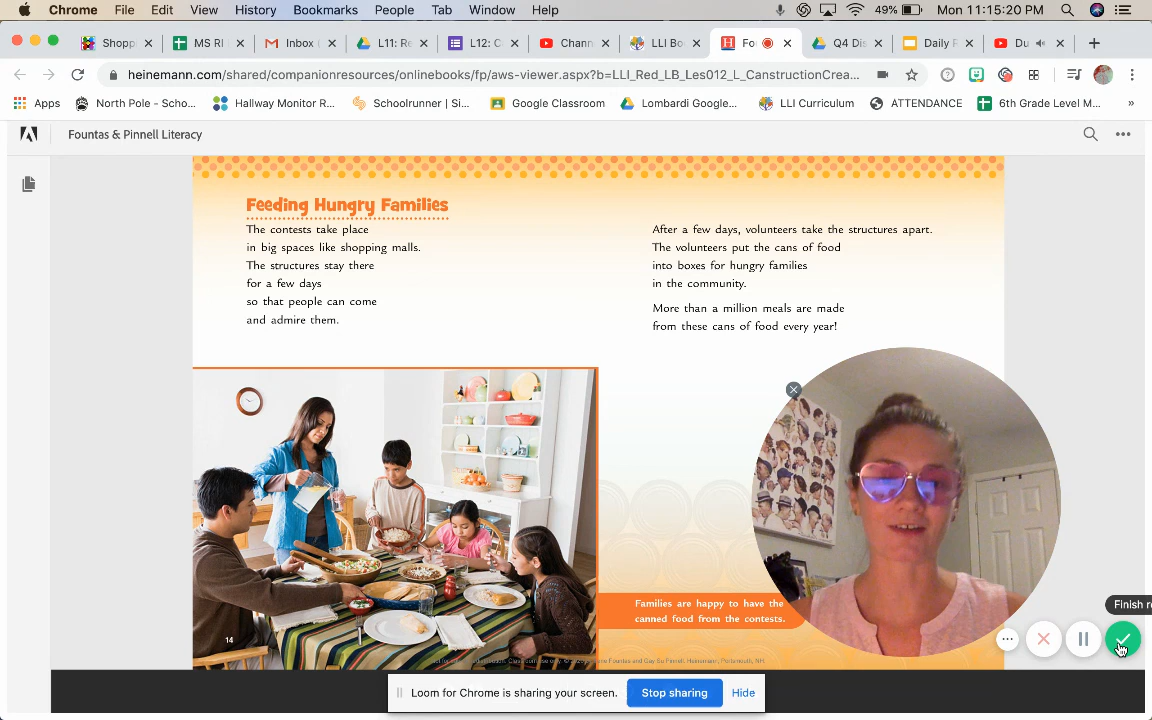 Chrome File Edit View History Bookmarks People Tab Window Help
49% Mon 11:15:20 PM
Shopp
MS RI
Inbox (
L11: Re
L12: C
Chann
LLI Bo
Fo
Q4 Dis
Daily P
Du
heinemann.com/shared/companionresources/onlinebooks/fp/aws-viewer.aspx?b=LLI_Red_LB_Les012_L_CanstructionCrea...
Apps
North Pole - Scho...
Hallway Monitor R...
Schoolrunner | Si...
Google Classroom
Lombardi Google...
LLI Curriculum
ATTENDANCE
6th Grade Level M...
»
Fountas & Pinnell Literacy
Feeding Hungry Families
The contests take place
in big spaces like shopping malls.
The structures stay there
for a few days
so that people can come
and admire them.
After a few days, volunteers take the structures apart.
The volunteers put the cans of food
into boxes for hungry families
in the community.
More than a million meals are made
from these cans of food every year!
Families are happy to have the
canned food from the contests.
14
Finish re
Loom for Chrome is sharing your screen.
Stop sharing
Hide